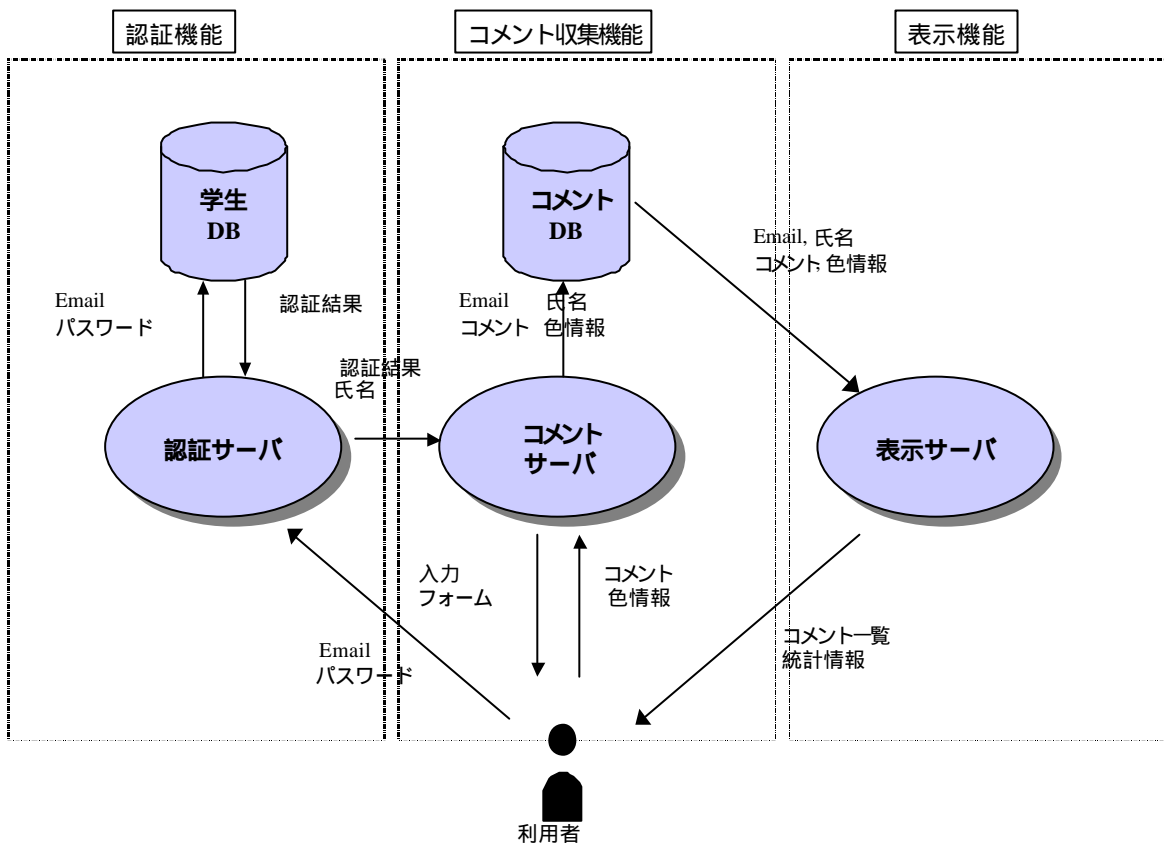 認証機能
コメント収集機能
表示機能
学生
DB
コメント
DB
Email, 氏名
コメント, 色情報
Email
パスワード
認証結果
Email 氏名
コメント 色情報
認証結果
氏名
認証サーバ
コメント
サーバ
表示サーバ
入力
フォーム
コメント
色情報
Email
パスワード
コメント一覧
統計情報
利用者